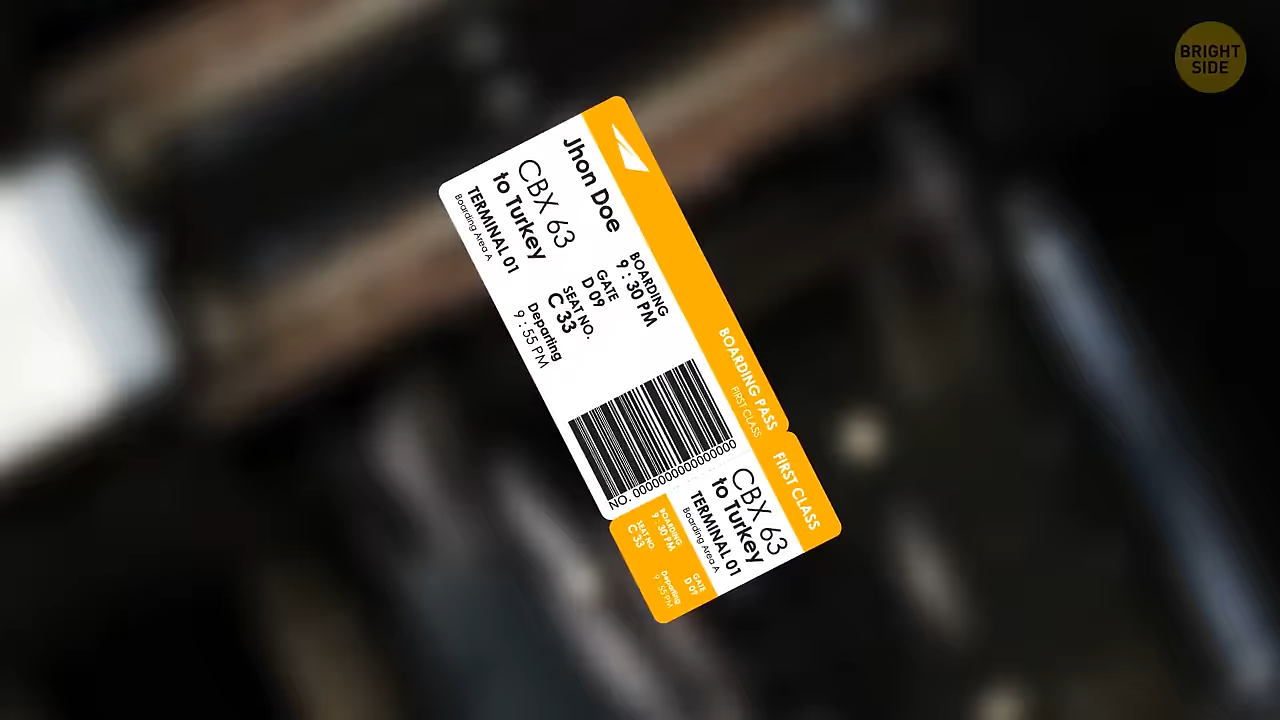 BRIGHT
SIDE
Jhon Doe
CBX 63
to Turkey
TERMINAL 01
Boarding Area A
BOARDING
9 : 30 PM
GATE
D 09
SEAT NO.
C 33
Departing
9 : 55 PM
BOARDING PASS
FIRST CLASS
NO. 0000000000000000
FIRST CLASS
CBX 63
to Turkey
TERMINAL 01
Boarding Area A
BOARDING
9 : 30 PM
SEAT NO.
C 33
GATE
D 09
Departing
9 : 55 PM